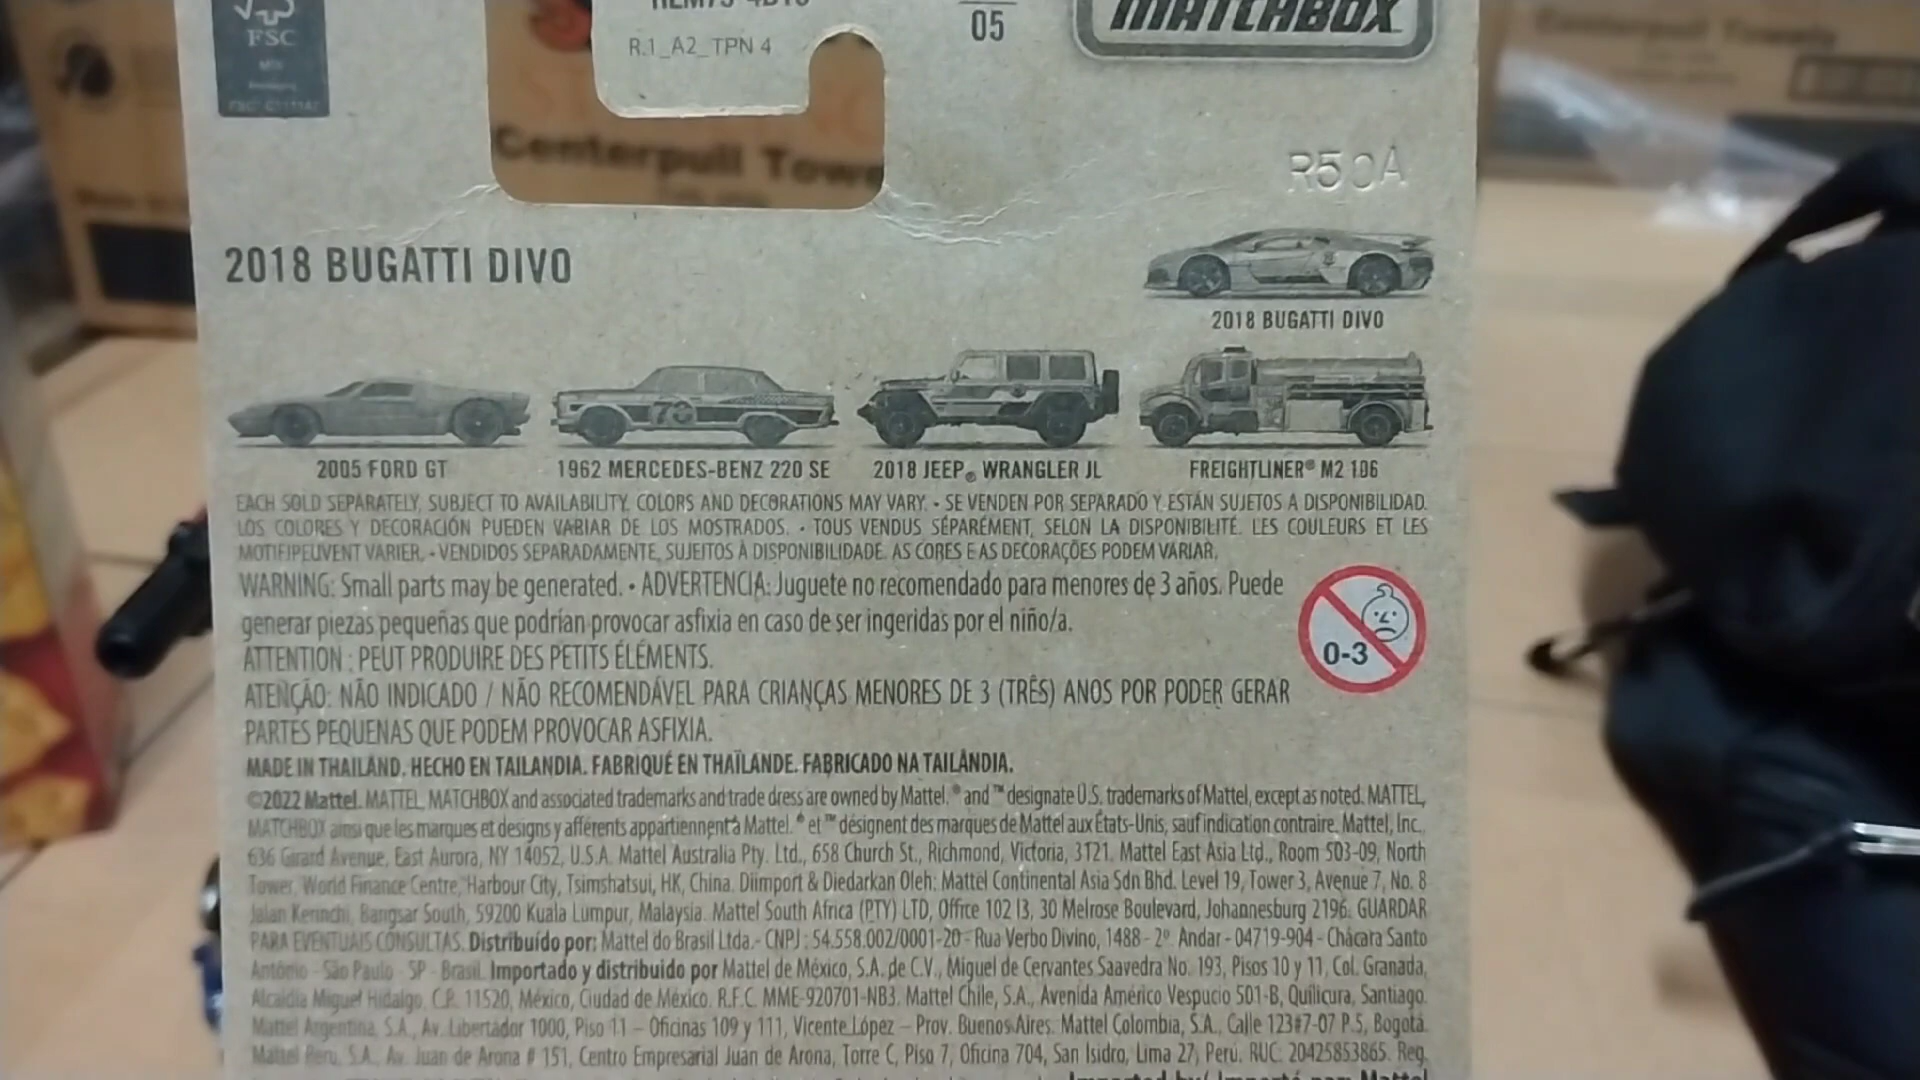 FSC
R.1_A2_TPN 4
05
MATCHBOX
Centerpull Towels
Centerpull Towe
R50A
2018 BUGATTI DIVO
2018 BUGATTI DIVO
2005 FORD GT
1962 MERCEDES-BENZ 220 SE
2018 JEEP® WRANGLER JL
FREIGHTLINER® M2 106
EACH SOLD SEPARATELY, SUBJECT TO AVAILABILITY. COLORS AND DECORATIONS MAY VARY. • SE VENDEN POR SEPARADO Y ESTÁN SUJETOS A DISPONIBILIDAD.
LOS COLORES Y DECORACIÓN PUEDEN VARIAR DE LOS MOSTRADOS. • TOUS VENDUS SÉPARÉMENT, SELON LA DISPONIBILITÉ. LES COULEURS ET LES
MOTIFIPEUVENT VARIER. • VENDIDOS SEPARADAMENTE, SUJEITOS À DISPONIBILIDADE. AS CORES E AS DECORAÇÕES PODEM VARIAR.
WARNING: Small parts may be generated. • ADVERTENCIA: Juguete no recomendado para menores de 3 años. Puede
generar piezas pequeñas que podrían provocar asfixia en caso de ser ingeridas por el niño/a.
0-3
ATTENTION : PEUT PRODUIRE DES PETITS ÉLÉMENTS.
ATENÇÃO: NÃO INDICADO / NÃO RECOMENDÁVEL PARA CRIANÇAS MENORES DE 3 (TRÊS) ANOS POR PODER GERAR
PARTES PEQUENAS QUE PODEM PROVOCAR ASFIXIA.
MADE IN THAILAND. HECHO EN TAILANDIA. FABRIQUÉ EN THAÏLANDE. FABRICADO NA TAILÂNDIA.
©2022 Mattel. MATTEL, MATCHBOX and associated trademarks and trade dress are owned by Mattel. ® and ™ designate U.S. trademarks of Mattel, except as noted. MATTEL,
MATCHBOX ainsi que les marques et designs y afférents appartiennent à Mattel. ® et ™ désignent des marques de Mattel aux États-Unis, sauf indication contraire. Mattel, Inc.,
636 Girard Avenue, East Aurora, NY 14052, U.S.A. Mattel Australia Pty. Ltd., 658 Church St., Richmond, Victoria, 3121. Mattel East Asia Ltd., Room 503-09, North
Tower, World Finance Centre, Harbour City, Tsimshatsui, HK, China. Diimport & Diedarkan Oleh: Mattel Continental Asia Sdn Bhd. Level 19, Tower 3, Avenue 7, No. 8
Jalan Kerinchi, Bangsar South, 59200 Kuala Lumpur, Malaysia. Mattel South Africa (PTY) LTD, Office 102 I3, 30 Melrose Boulevard, Johannesburg 2196. GUARDAR
PARA EVENTUAIS CONSULTAS. Distribuído por: Mattel do Brasil Ltda.- CNPJ : 54.558.002/0001-20 - Rua Verbo Divino, 1488 - 2º Andar - 04719-904 - Chácara Santo
Antônio - São Paulo - SP - Brasil. Importado y distribuido por Mattel de México, S.A. de C.V., Miguel de Cervantes Saavedra No. 193, Pisos 10 y 11, Col. Granada,
Alcaldía Miguel Hidalgo, C.P. 11520, México, Ciudad de México. R.F.C. MME-920701-NB3. Mattel Chile, S.A., Avenida Américo Vespucio 501-B, Quilicura, Santiago.
Mattel Argentina, S.A., Av. Libertador 1000, Piso 11 – Oficinas 109 y 111, Vicente López – Prov. Buenos Aires. Mattel Colombia, S.A., Calle 123#7-07 P.5, Bogotá.
Mattel Perú, S.A., Av. Juan de Arona # 151, Centro Empresarial Juan de Arona, Torre C, Piso 7, Oficina 704, San Isidro, Lima 27, Perú. RUC: 20425853865. Reg.